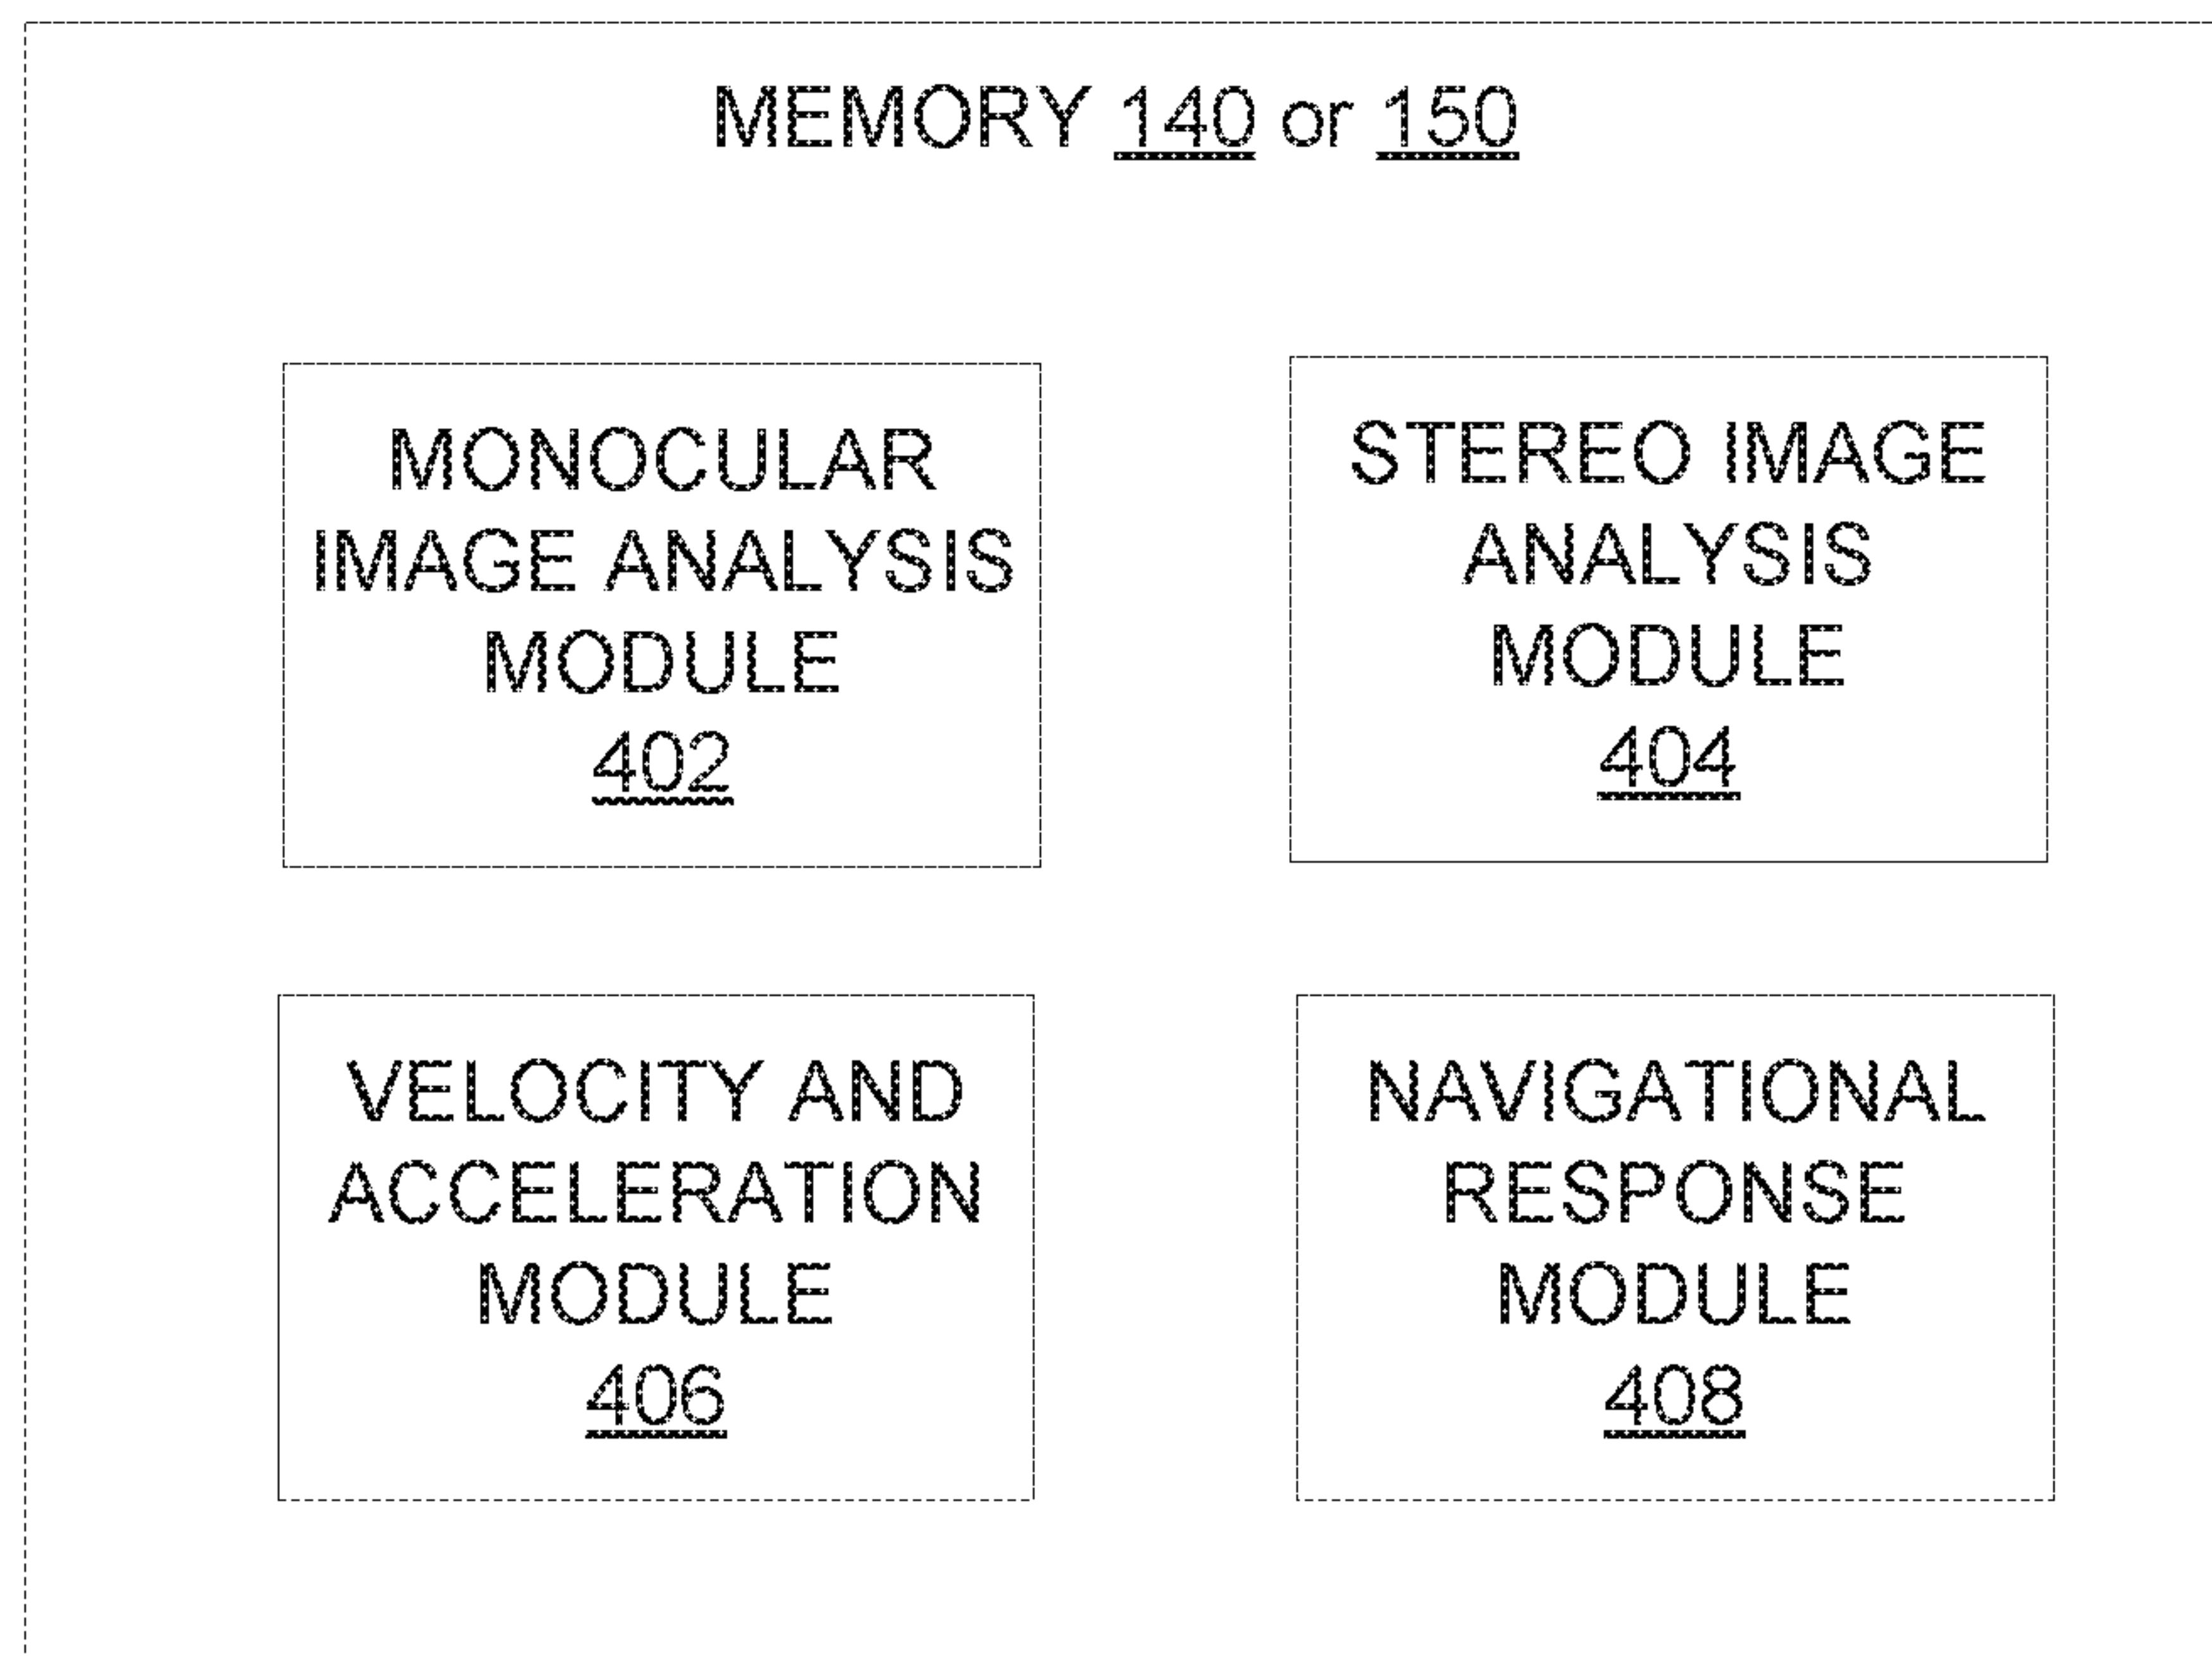 MEMORY 140 or 150
MONOCULAR
IMAGE ANALYSIS
MODULE
402
STEREO IMAGE
ANALYSIS
MODULE
404
VELOCITY AND
ACCELERATION
MODULE
406
NAVIGATIONAL
RESPONSE
MODULE
408